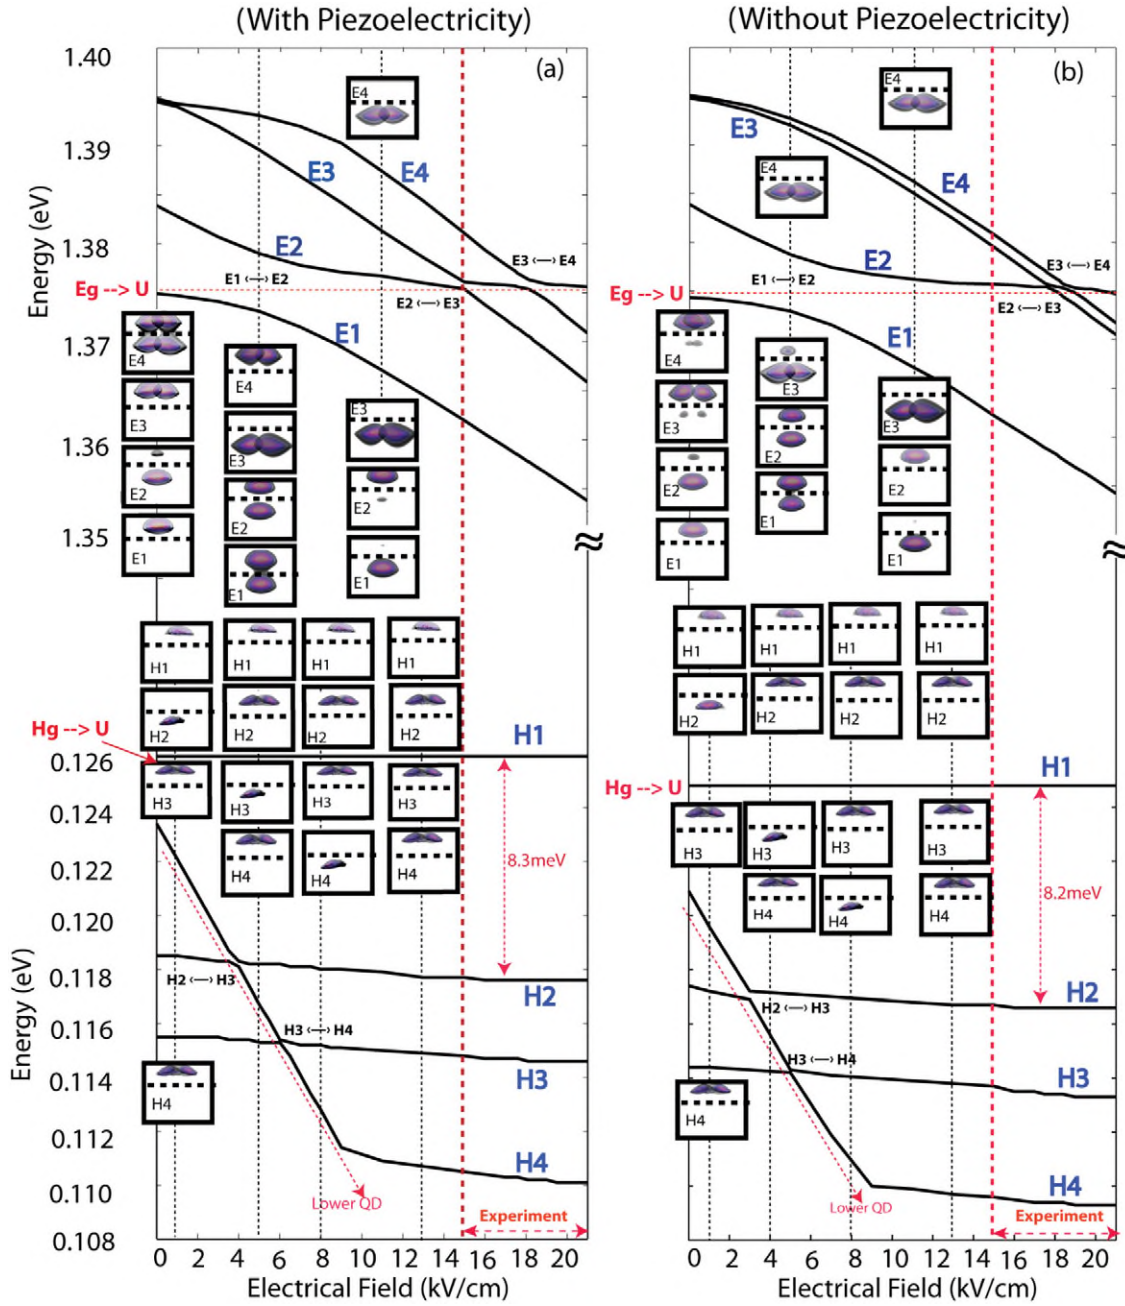 (With Piezoelectricity)
(Without Piezoelectricity)
(a)
1.40
1.39
1.38
1.37
1.36
1.35
Energy (eV)
Eg --> U
E4
E3
E4
E2
E1 <--> E2
E3 <--> E4
E2 <--> E3
E1
E4
E3
E2
E1
E4
E3
E2
E1
E3
E2
E1
≈
H1
H1
H1
H1
H2
H2
H2
H2
Hg --> U
H1
H3
H3
H3
H3
H4
H4
H4
8.3meV
0.126
0.124
0.122
0.120
0.118
0.116
0.114
0.112
0.110
0.108
Energy (eV)
H2 <--> H3
H2
H3 <--> H4
H3
H4
H4
Lower QD
Experiment
0 2 4 6 8 10 12 14 16 18 20
Electrical Field (kV/cm)
(b)
E4
E3
E4
E4
E2
E1 <--> E2
E3 <--> E4
Eg --> U
E2 <--> E3
E1
E4
E3
E2
E1
E3
E2
E1
E3
E2
E1
≈
H1
H1
H1
H1
H2
H2
H2
H2
Hg --> U
H1
H3
H3
H3
H3
H4
H4
H4
8.2meV
H2
H2 <--> H3
H3 <--> H4
H3
H4
H4
Lower QD
Experiment
0 2 4 6 8 10 12 14 16 18 20
Electrical Field (kV/cm)